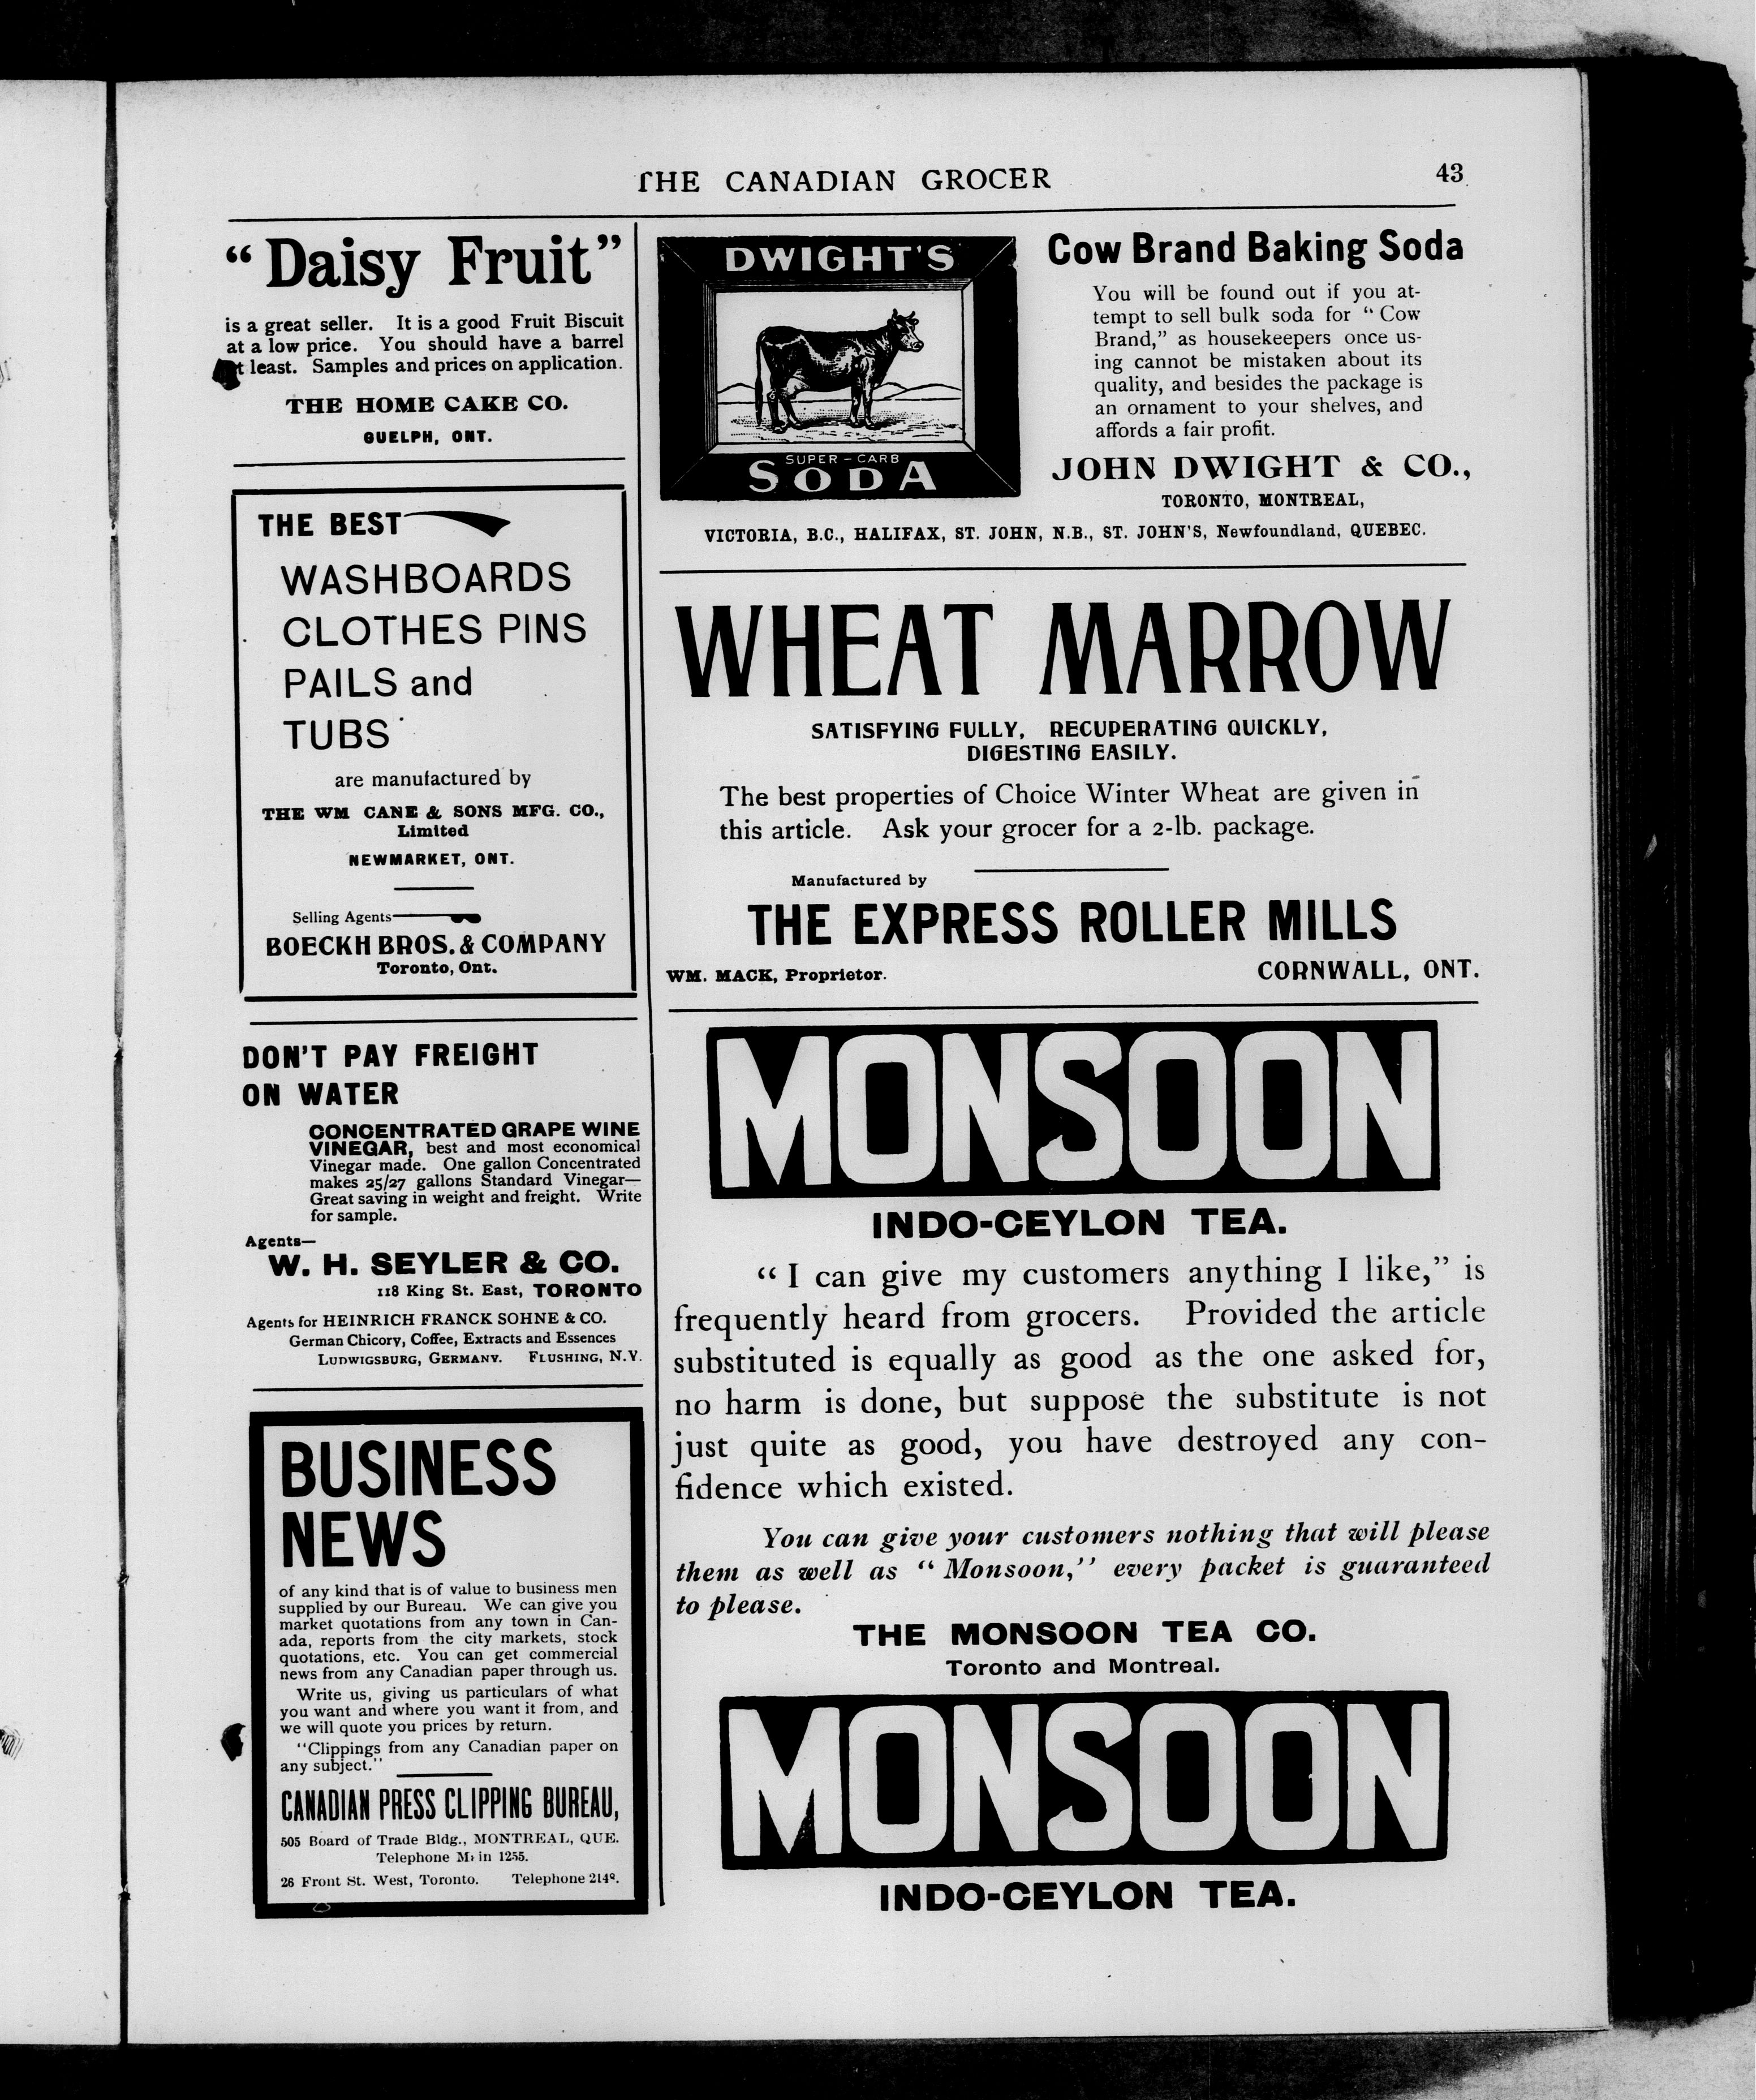 THE CANADIAN GROCER
43
“Daisy Fruit”
is a great seller. It is a good Fruit Biscuit
at a low price. You should have a barrel
at least. Samples and prices on application.
THE HOME CAKE CO.
GUELPH, ONT.
THE BEST
WASHBOARDS
CLOTHES PINS
PAILS and
TUBS
are manufactured by
THE WM CANE & SONS MFG. CO.,
Limited
NEWMARKET, ONT.
Selling Agents
BOECKH BROS. & COMPANY
Toronto, Ont.
DON'T PAY FREIGHT
ON WATER
CONCENTRATED GRAPE WINE
VINEGAR, best and most economical
Vinegar made. One gallon Concentrated
makes 25/27 gallons Standard Vinegar—
Great saving in weight and freight. Write
for sample.
Agents—
W. H. SEYLER & CO.
118 King St. East, TORONTO
Agents for HEINRICH FRANCK SOHNE & CO.
German Chicory, Coffee, Extracts and Essences
LUDWIGSBURG, GERMANY. FLUSHING, N.Y.
BUSINESS
NEWS
of any kind that is of value to business men
supplied by our Bureau. We can give you
market quotations from any town in Can-
ada, reports from the city markets, stock
quotations, etc. You can get commercial
news from any Canadian paper through us.
Write us, giving us particulars of what
you want and where you want it from, and
we will quote you prices by return.
“Clippings from any Canadian paper on
any subject.”
CANADIAN PRESS CLIPPING BUREAU,
505 Board of Trade Bldg., MONTREAL, QUE.
Telephone Main 1255.
26 Front St. West, Toronto. Telephone
DWIGHT'S
SUPER-CARB
SODA
Cow Brand Baking Soda
You will be found out if you at-
tempt to sell bulk soda for “Cow
Brand,” as housekeepers once us-
ing cannot be mistaken about its
quality, and besides the package is
an ornament to your shelves, and
affords a fair profit.
JOHN DWIGHT & CO.,
TORONTO, MONTREAL,
VICTORIA, B.C., HALIFAX, ST. JOHN, N.B., ST. JOHN'S, Newfoundland, QUEBEC.
WHEAT MARROW
SATISFYING FULLY, RECUPERATING QUICKLY,
DIGESTING EASILY.
The best properties of Choice Winter Wheat are given in
this article. Ask your grocer for a 2-lb. package.
Manufactured by
THE EXPRESS ROLLER MILLS
WM. MACK, Proprietor.
CORNWALL, ONT.
MONSOON
INDO-CEYLON TEA.
“I can give my customers anything I like,” is
frequently heard from grocers. Provided the article
substituted is equally as good as the one asked for,
no harm is done, but suppose the substitute is not
just quite as good, you have destroyed any con-
fidence which existed.
You can give your customers nothing that will please
them as well as “Monsoon,” every packet is guaranteed
to please.
THE MONSOON TEA CO.
Toronto and Montreal.
MONSOON
INDO-CEYLON TEA.